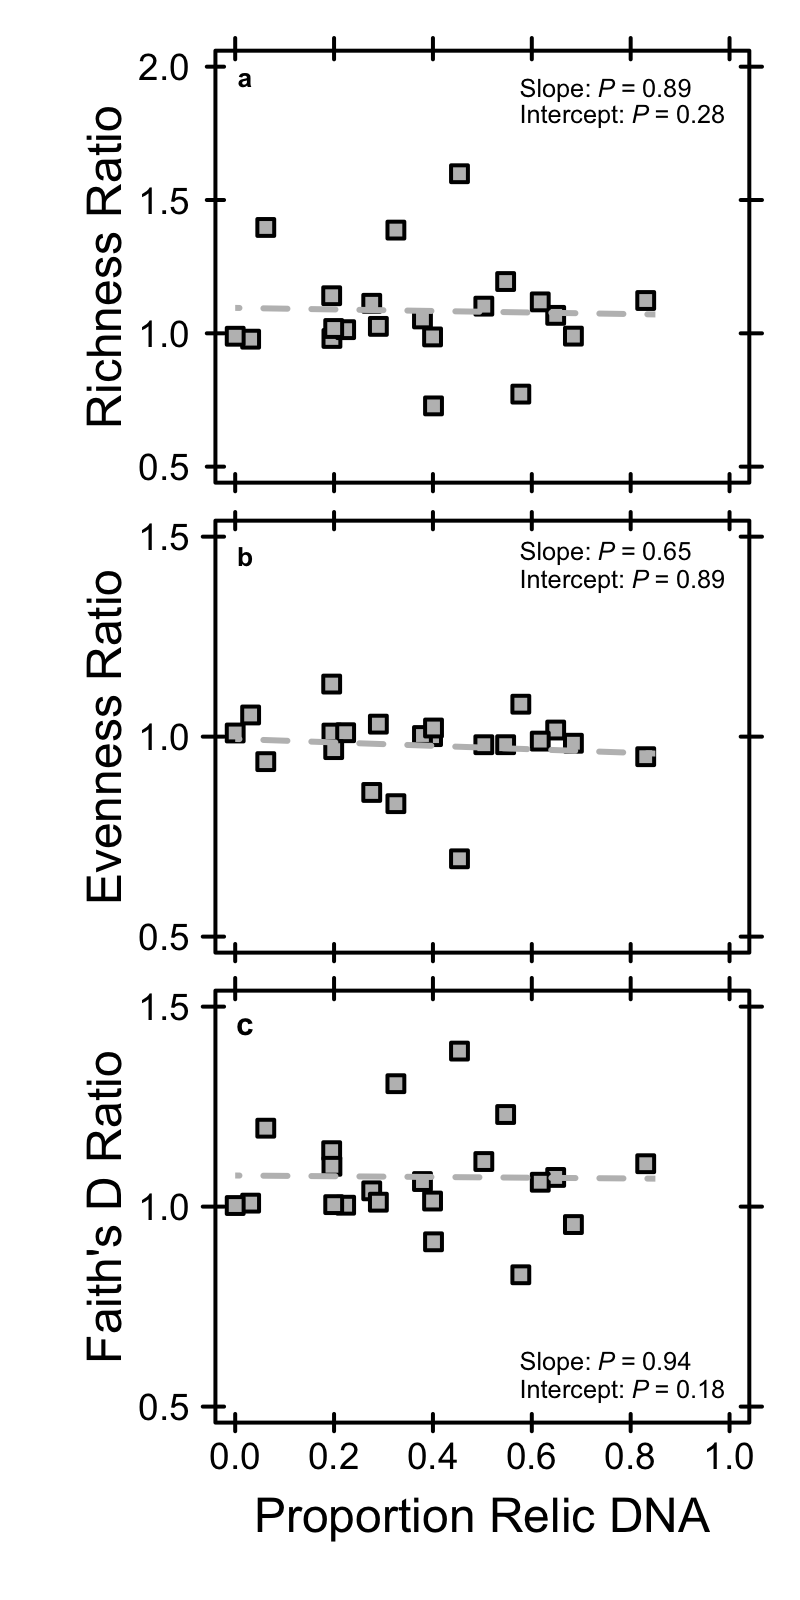 a
Slope: P = 0.89
Intercept: P = 0.28
Richness Ratio
2.0
1.5
1.0
0.5
b
Slope: P = 0.65
Intercept: P = 0.89
Evenness Ratio
1.5
1.0
0.5
c
Faith's D Ratio
1.5
1.0
0.5
Slope: P = 0.94
Intercept: P = 0.18
0.0 0.2 0.4 0.6 0.8 1.0
Proportion Relic DNA